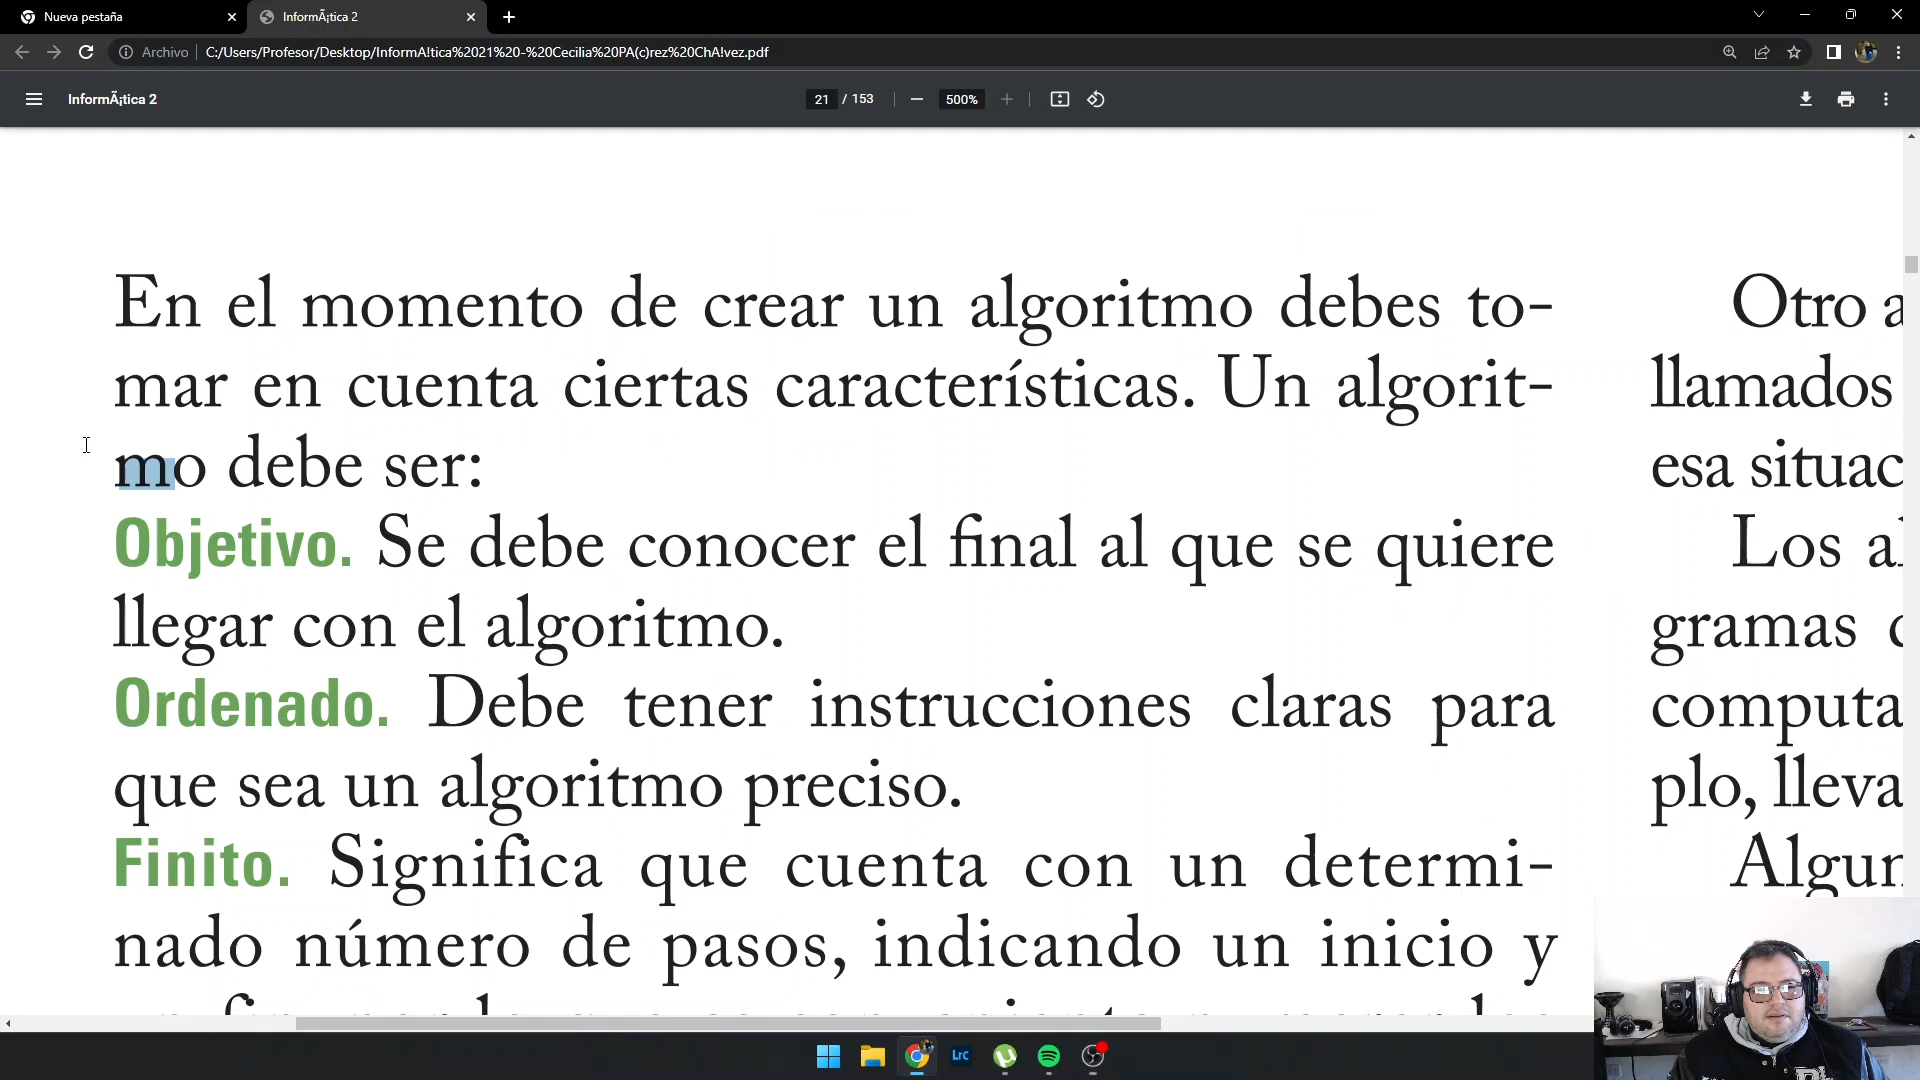 Nueva pestaña
InformÃ¡tica 2
Archivo
C:/Users/Profesor/Desktop/InformA!tica%2021%20-%20Cecilia%20PA(c)rez%20ChA!vez.pdf
InformÃ¡tica 2
21 / 153
500%
En el momento de crear un algoritmo debes to-
mar en cuenta ciertas características. Un algorit-
mo debe ser:
Objetivo. Se debe conocer el final al que se quiere
llegar con el algoritmo.
Ordenado. Debe tener instrucciones claras para
que sea un algoritmo preciso.
Finito. Significa que cuenta con un determi-
nado número de pasos, indicando un inicio y
Otro a
llamados
esa situac
Los al
gramas
computa
plo, lleva
Algun
Lrc